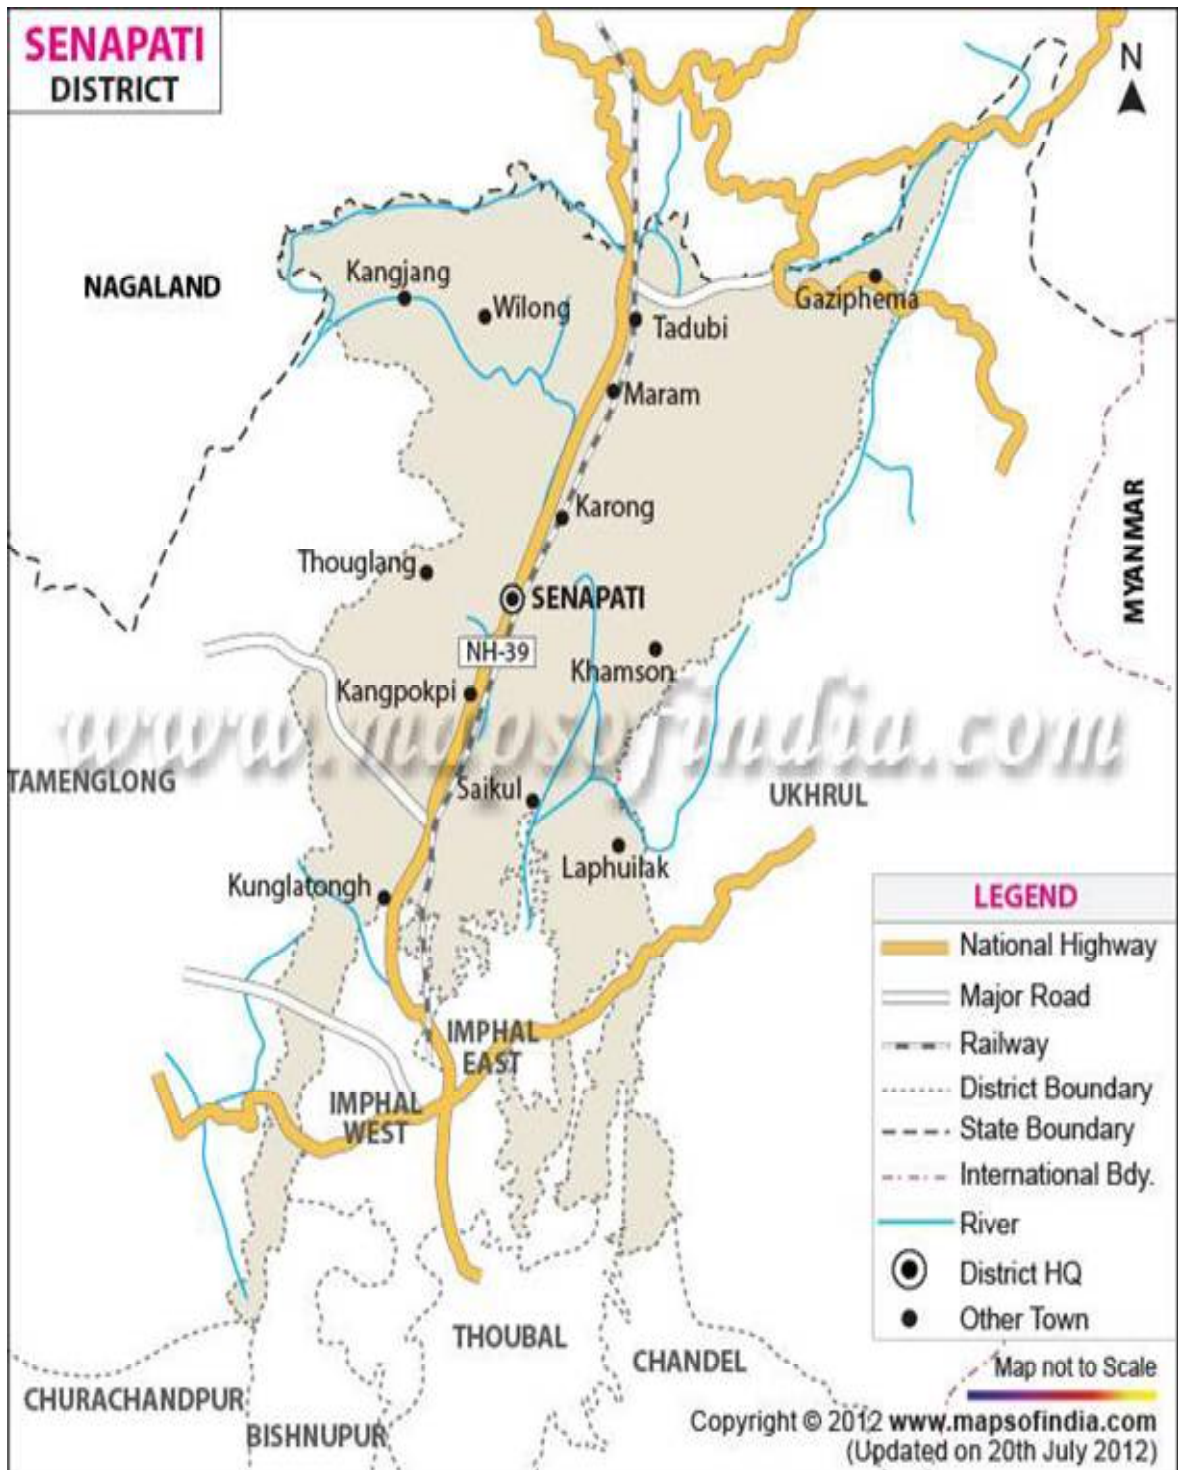 SENAPATI
DISTRICT
N
NAGALAND
Kangjang
Wilong
Gaziphema
Tadubi
Maram
MYANMAR
Karong
Thouglang
SENAPATI
NH-39
Khamson
Kangpokpi
www.mapsofindia.com
TAMENGLONG
Saikul
UKHRUL
Laphuilak
Kunglatongh
LEGEND
National Highway
Major Road
Railway
District Boundary
State Boundary
International Bdy.
River
District HQ
Other Town
IMPHAL
EAST
IMPHAL
WEST
THOUBAL
CHANDEL
CHURACHANDPUR
BISHNUPUR
Map not to Scale
Copyright © 2012 www.mapsofindia.com
(Updated on 20th July 2012)